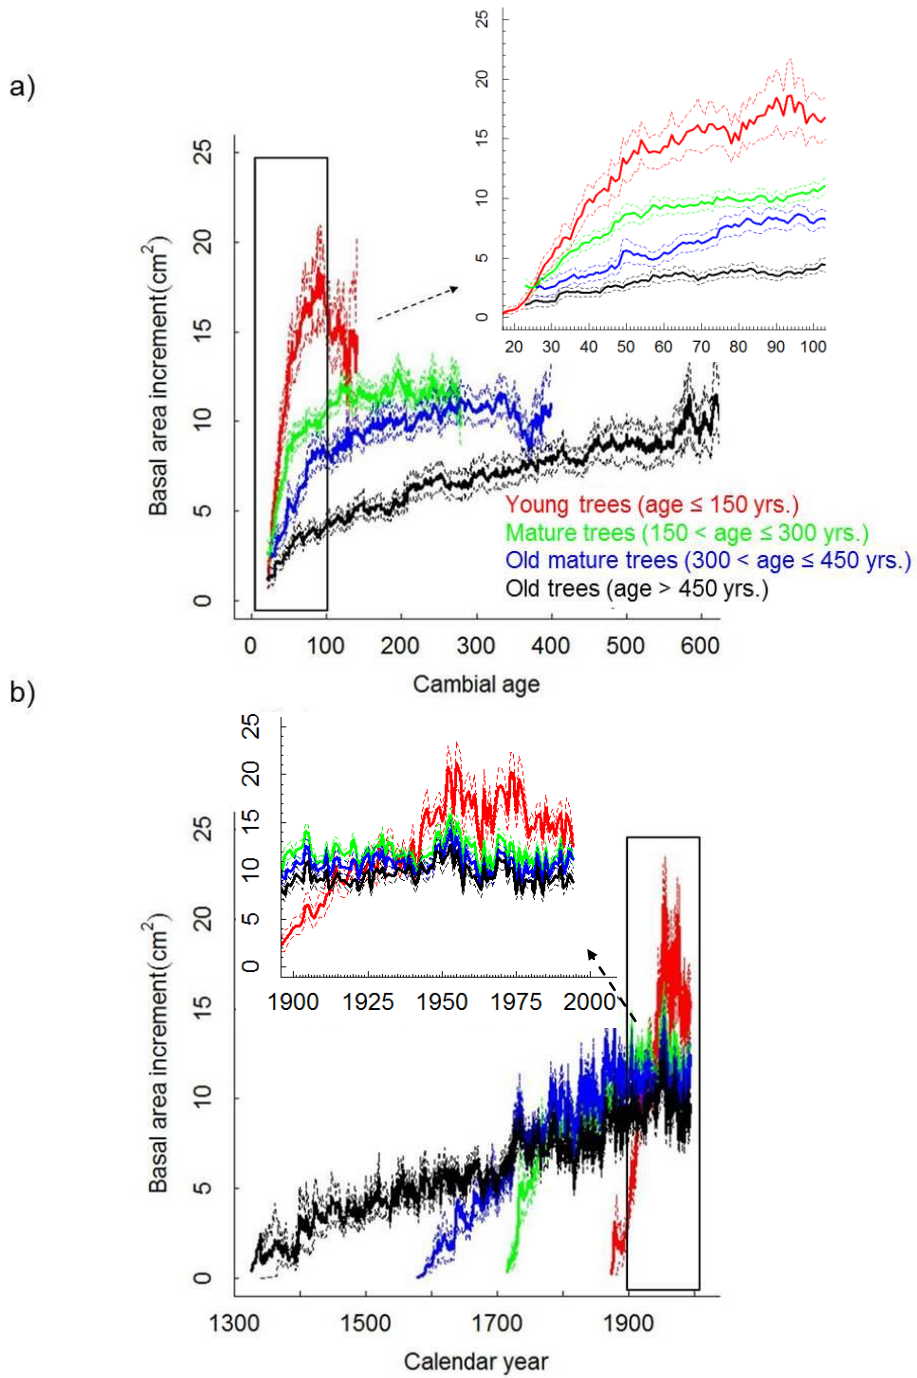 a)
25
20
15
10
5
0
20 30 40 50 60 70 80 90 100
Basal area increment(cm²)
25
20
15
10
5
0
0 100 200 300 400 500 600
Cambial age
Young trees (age ≤ 150 yrs.)
Mature trees (150 < age ≤ 300 yrs.)
Old mature trees (300 < age ≤ 450 yrs.)
Old trees (age > 450 yrs.)
b)
25
20
15
10
5
0
1900 1925 1950 1975 2000
Basal area increment(cm²)
25
20
15
10
5
0
1300 1500 1700 1900
Calendar year